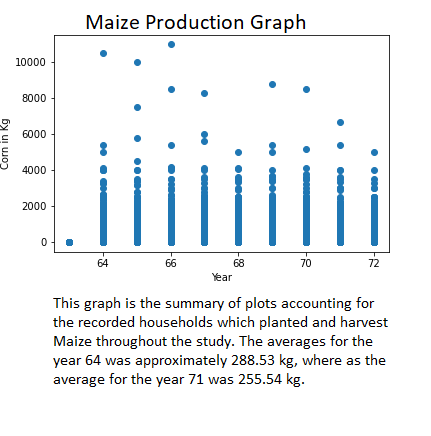 Maize Production Graph
10000
8000
6000
4000
2000
0
Corn in Kg
64 66 68 70 72
Year
This graph is the summary of plots accounting for
the recorded households which planted and harvest
Maize throughout the study. The averages for the
year 64 was approximately 288.53 kg, where as the
average for the year 71 was 255.54 kg.